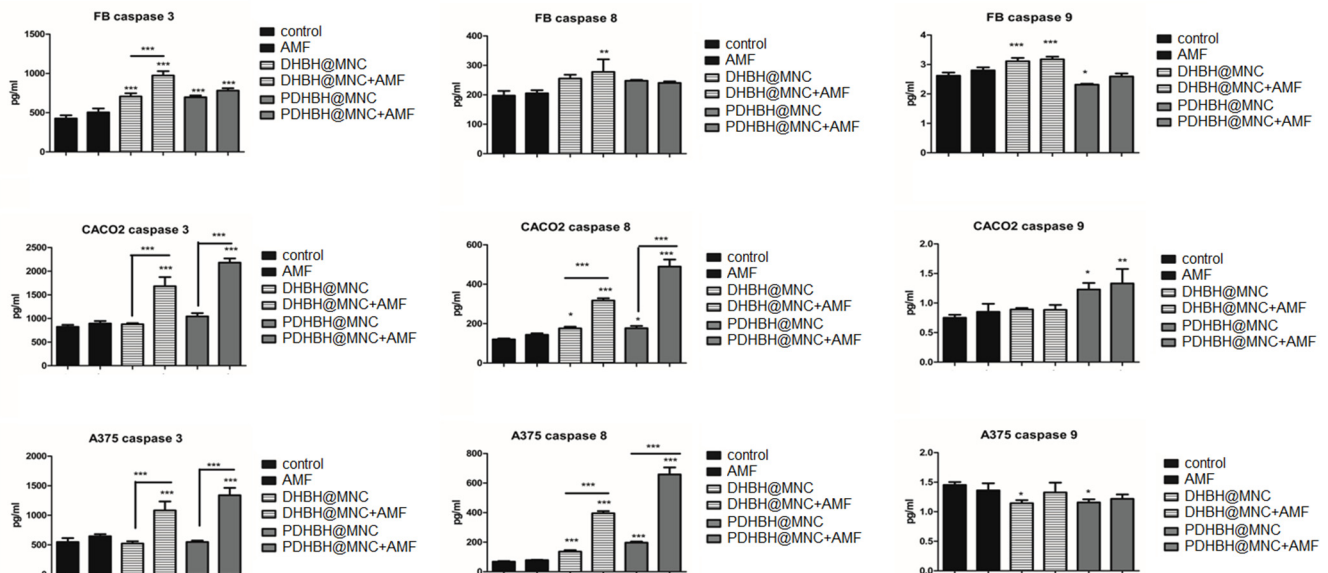 FB caspase 3
pg/ml
1500
1000
500
0
***
***
***
***
***
control
AMF
DHBH@MNC
DHBH@MNC+AMF
PDHBH@MNC
PDHBH@MNC+AMF
FB caspase 8
pg/ml
400
300
200
100
0
**
control
AMF
DHBH@MNC
DHBH@MNC+AMF
PDHBH@MNC
PDHBH@MNC+AMF
FB caspase 9
pg/ml
4
3
2
1
0
***
***
*
control
AMF
DHBH@MNC
DHBH@MNC+AMF
PDHBH@MNC
PDHBH@MNC+AMF
CACO2 caspase 3
pg/ml
2500
2000
1500
1000
500
0
***
***
***
***
control
AMF
DHBH@MNC
DHBH@MNC+AMF
PDHBH@MNC
PDHBH@MNC+AMF
CACO2 caspase 8
pg/ml
600
400
200
0
***
***
***
***
*
*
control
AMF
DHBH@MNC
DHBH@MNC+AMF
PDHBH@MNC
PDHBH@MNC+AMF
CACO2 caspase 9
pg/ml
2.0
1.5
1.0
0.5
0.0
*
**
control
AMF
DHBH@MNC
DHBH@MNC+AMF
PDHBH@MNC
PDHBH@MNC+AMF
A375 caspase 3
pg/ml
2000
1500
1000
500
0
***
***
***
***
control
AMF
DHBH@MNC
DHBH@MNC+AMF
PDHBH@MNC
PDHBH@MNC+AMF
A375 caspase 8
pg/ml
800
600
400
200
0
***
***
***
***
***
***
control
AMF
DHBH@MNC
DHBH@MNC+AMF
PDHBH@MNC
PDHBH@MNC+AMF
A375 caspase 9
pg/ml
2.0
1.5
1.0
0.5
0.0
*
*
control
AMF
DHBH@MNC
DHBH@MNC+AMF
PDHBH@MNC
PDHBH@MNC+AMF